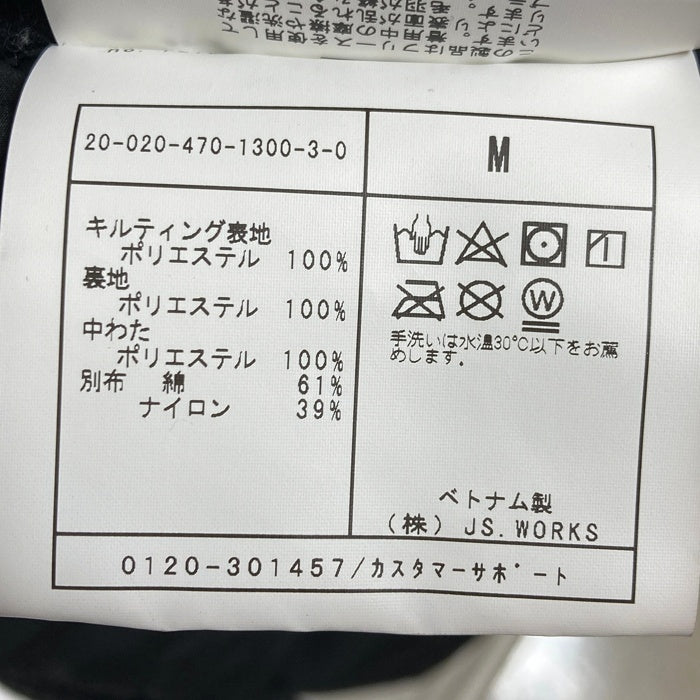 20-020-470-1300-3-0
M
キルティング表地
ポリエステル 100%
裏地
ポリエステル 100%
中わた
ポリエステル 100%
別布 綿 61%
ナイロン 39%
W
手洗いは水温30℃以下をお薦
めします。
ベトナム製
(株) JS.WORKS
0120-301457/カスタマーサポート